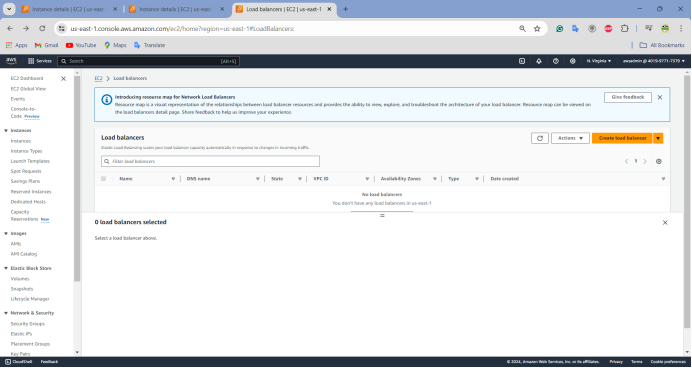 Instance details | EC2 | us-east-1
Instance details | EC2 | us-east-1
Load balancers | EC2 | us-east-1
us-east-1.console.aws.amazon.com/ec2/home?region=us-east-1#LoadBalancers:
Apps
Gmail
YouTube
Maps
Translate
All Bookmarks
aws
Services
Search
[Alt+S]
N. Virginia
EC2 Dashboard
EC2 Global View
Events
Console-to-
Code Preview
Instances
Instances
Instance Types
Launch Templates
Spot Requests
Savings Plans
Reserved Instances
Dedicated Hosts
Capacity
Reservations New
Images
AMIs
AMI Catalog
Elastic Block Store
Volumes
Snapshots
Lifecycle Manager
Network & Security
Security Groups
Elastic IPs
Placement Groups
Key Pairs
EC2 > Load balancers
Introducing resource map for Network Load Balancers
Resource map is a visual representation of the relationships between load balancer resources and provides the ability to view, explore, and troubleshoot the architecture of your load balancer. Resource map can be viewed on
the load balancers detail page. Share feedback to help us improve your experience.
Give feedback
Load balancers
Elastic Load Balancing scales your load balancer capacity automatically in response to changes in incoming traffic.
Actions
Create load balancer
Filter load balancers
1
Name
DNS name
State
VPC ID
Availability Zones
Type
Date created
No load balancers
You don't have any load balancers in us-east-1
0 load balancers selected
Select a load balancer above.
CloudShell
Feedback
© 2024, Amazon Web Services, Inc. or its affiliates.
Privacy
Terms
Cookie preferences